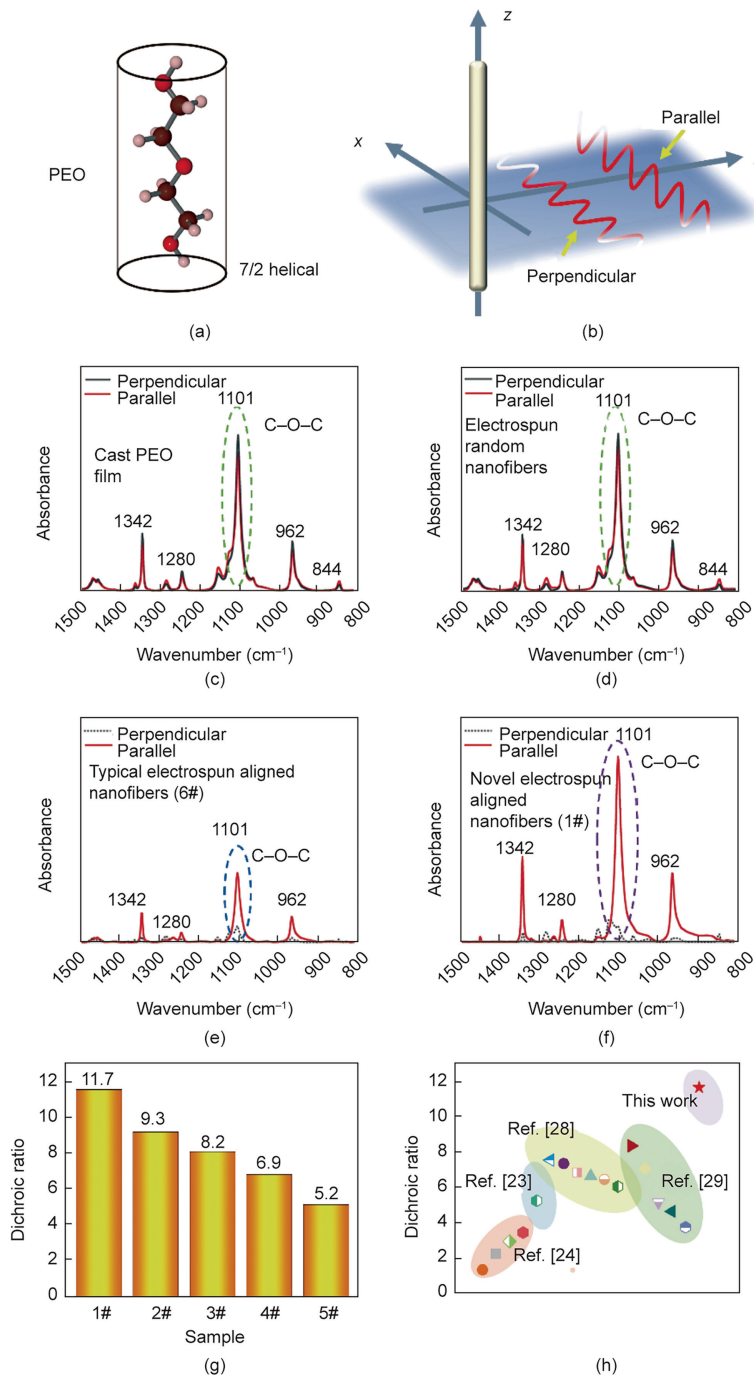 PEO
7/2 helical
(a)
z
x
Parallel
Perpendicular
(b)
Perpendicular
Parallel
1101
C–O–C
Cast PEO
film
1342
1280
962
844
Absorbance
1500
1400
1300
1200
1100
1000
900
800
Wavenumber (cm⁻¹)
(c)
Perpendicular
Parallel
1101
Electrospun
random
nanofibers
C–O–C
1342
1280
962
844
Absorbance
1500
1400
1300
1200
1100
1000
900
800
Wavenumber (cm⁻¹)
(d)
Perpendicular
Parallel
Typical electrospun aligned
nanofibers (6#)
1101
C–O–C
1342
1280
962
Absorbance
1500
1400
1300
1200
1100
1000
900
800
Wavenumber (cm⁻¹)
(e)
Perpendicular 1101
Parallel
C–O–C
Novel electrospun
aligned
nanofibers (1#)
1342
1280
962
Absorbance
1500
1400
1300
1200
1100
1000
900
800
Wavenumber (cm⁻¹)
(f)
Dichroic ratio
12
10
8
6
4
2
0
11.7
9.3
8.2
6.9
5.2
1# 2# 3# 4# 5#
Sample
(g)
Dichroic ratio
12
10
8
6
4
2
0
This work
Ref. [28]
Ref. [23]
Ref. [29]
Ref. [24]
(h)